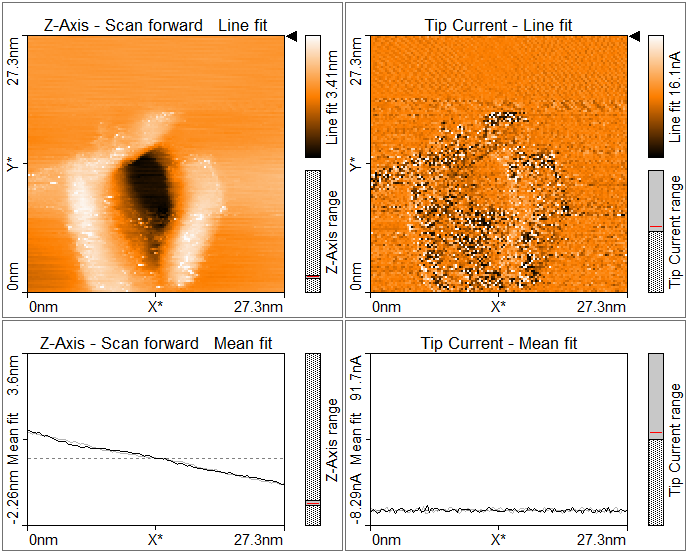 Z-Axis - Scan forward Line fit
27.3nm
Y*
0nm
0nm
X*
27.3nm
Line fit 3.41nm
Z-Axis range
Tip Current - Line fit
27.3nm
Y*
0nm
0nm
X*
27.3nm
Line fit 16.1nA
Tip Current range
Z-Axis - Scan forward Mean fit
3.6nm
Mean fit
-2.26nm
0nm
X*
27.3nm
Z-Axis range
Tip Current - Mean fit
91.7nA
Mean fit
-8.29nA
0nm
X*
27.3nm
Tip Current range